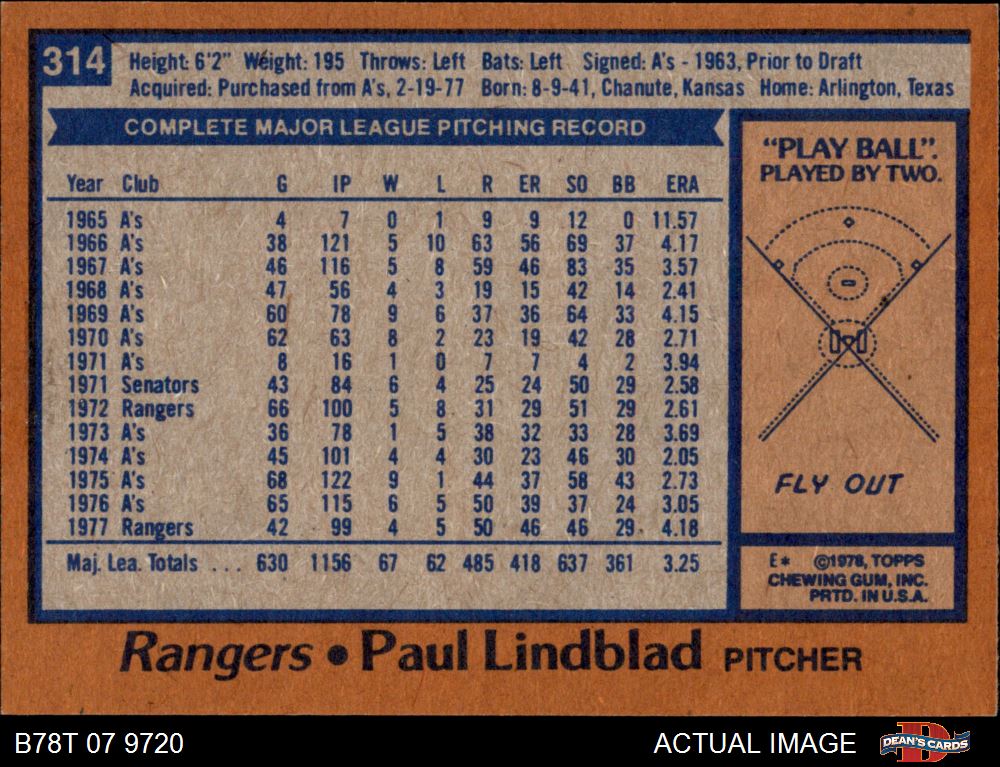 314
Height: 6'2" Weight: 195 Throws: Left Bats: Left Signed: A's - 1963, Prior to Draft
Acquired: Purchased from A's, 2-19-77 Born: 8-9-41, Chanute, Kansas Home: Arlington, Texas
COMPLETE MAJOR LEAGUE PITCHING RECORD
Year Club G IP W L R ER SO BB ERA
1965 A's 4 7 0 1 9 9 12 0 11.57
1966 A's 38 121 5 10 63 56 69 37 4.17
1967 A's 46 116 5 8 59 46 83 35 3.57
1968 A's 47 56 4 3 19 15 42 14 2.41
1969 A's 60 78 9 6 37 36 64 33 4.15
1970 A's 62 63 8 2 23 19 42 28 2.71
1971 A's 8 16 1 0 7 7 4 2 3.94
1971 Senators 43 84 6 4 25 24 50 29 2.58
1972 Rangers 66 100 5 8 31 29 51 29 2.61
1973 A's 36 78 1 5 38 32 33 28 3.69
1974 A's 45 101 4 4 30 23 46 30 2.05
1975 A's 68 122 9 1 44 37 58 43 2.73
1976 A's 65 115 6 5 50 39 37 24 3.05
1977 Rangers 42 99 4 5 50 46 46 29 4.18
Maj. Lea. Totals ... 630 1156 67 62 485 418 637 361 3.25
"PLAY BALL".
PLAYED BY TWO.
FLY OUT
E* ©1978, TOPPS
CHEWING GUM, INC.
PRTD. IN U.S.A.
Rangers • Paul Lindblad PITCHER
B78T 07 9720 ACTUAL IMAGE DEAN'S CARDS